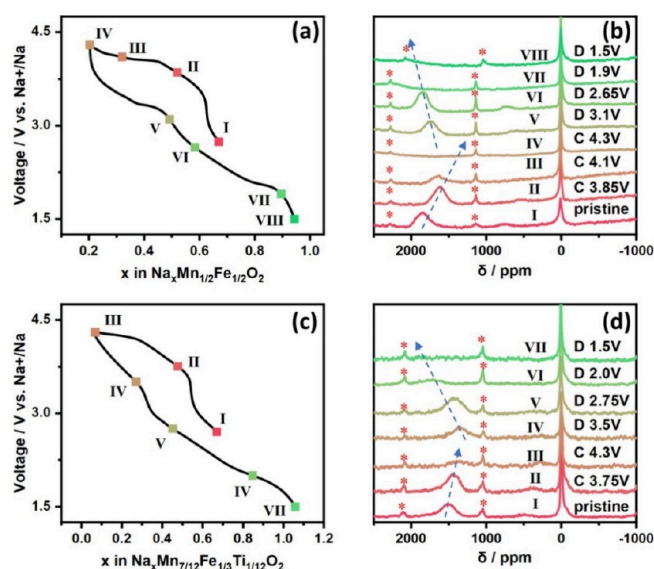 (a)
4.5
3.0
1.5
IV
III
II
I
V
VI
VII
VIII
0.2 0.4 0.6 0.8 1.0
Voltage / V vs. Na+/Na
x in NaₓMn₁/₂Fe₁/₂O₂
(b)
* * VIII D 1.5V
* * VII D 1.9V
* * VI D 2.65V
* * V D 3.1V
IV C 4.3V
* * III C 4.1V
* * II C 3.85V
* * I pristine
2000 1000 0 -1000
δ / ppm
(c)
4.5
3.0
1.5
III
II
I
IV
V
IV
VII
0.0 0.2 0.4 0.6 0.8 1.0 1.2
Voltage / V vs. Na+/Na
x in NaₓMn₇/₁₂Fe₁/₃Ti₁/₁₂O₂
(d)
* * VII D 1.5V
* * VI D 2.0V
* * V D 2.75V
* * IV D 3.5V
* * III C 4.3V
* * II C 3.75V
* * I pristine
2000 1000 0 -1000
δ / ppm